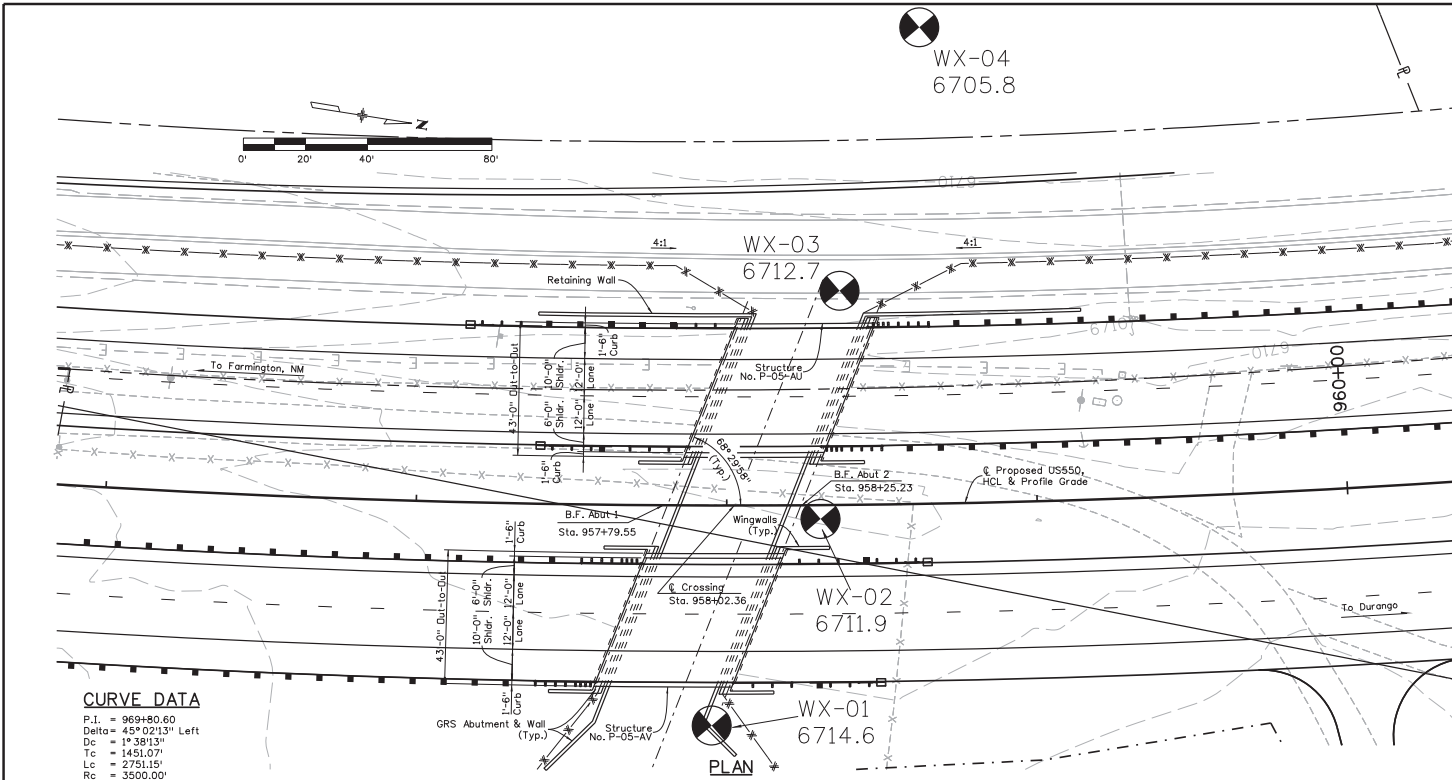 WX-04
6705.8
PL
N
0' 20' 40' 80'
6710
4:1
4:1
WX-03
6712.7
Retaining Wall
1'-6"
Curb
43'-0" Out-to-Out
10'-0"
Shldr.
12'-0"
Lane
6'-0"
Shldr.
12'-0"
Lane
1'-6"
Curb
Structure
No. P-05-AU
To Farmington, NM
PL
6710
6710
960+00
68° 29'58"
(Typ.)
B.F. Abut 2
Sta. 958+25.23
℄ Proposed US550,
HCL & Profile Grade
B.F. Abut 1
Sta. 957+79.55
Wingwalls
(Typ.)
1'-6"
Curb
43'-0" Out-to-Out
6'-0"
Shldr.
12'-0"
Lane
10'-0"
Shldr.
12'-0"
Lane
1'-6"
Curb
℄ Crossing
Sta. 958+02.36
WX-02
6711.9
To Durango
CURVE DATA
P.I. = 969+80.60
Delta= 45° 02'13" Left
Dc = 1° 38'13"
Tc = 1451.07'
Lc = 2751.15'
Rc = 3500.00'
GRS Abutment & Wall
(Typ.)
Structure
No. P-05-AV
WX-01
6714.6
PLAN